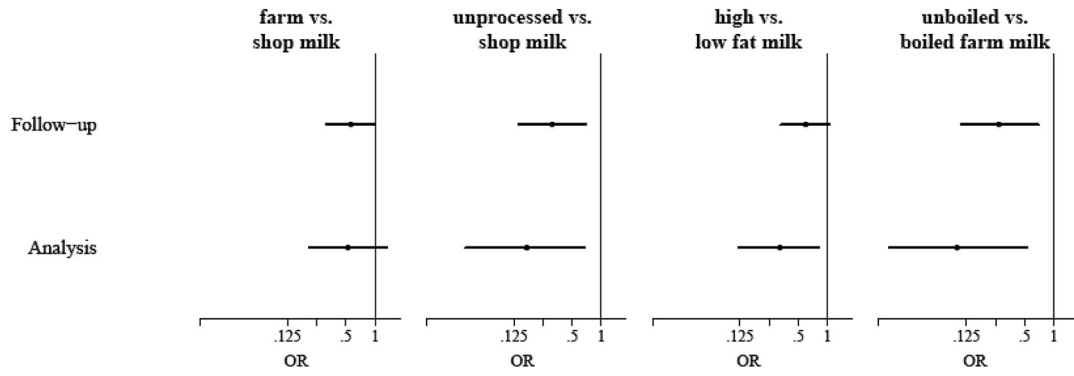 farm vs.
shop milk
unprocessed vs.
shop milk
high vs.
low fat milk
unboiled vs.
boiled farm milk
Follow−up
Analysis
.125 .5 1
OR
.125 .5 1
OR
.125 .5 1
OR
.125 .5 1
OR